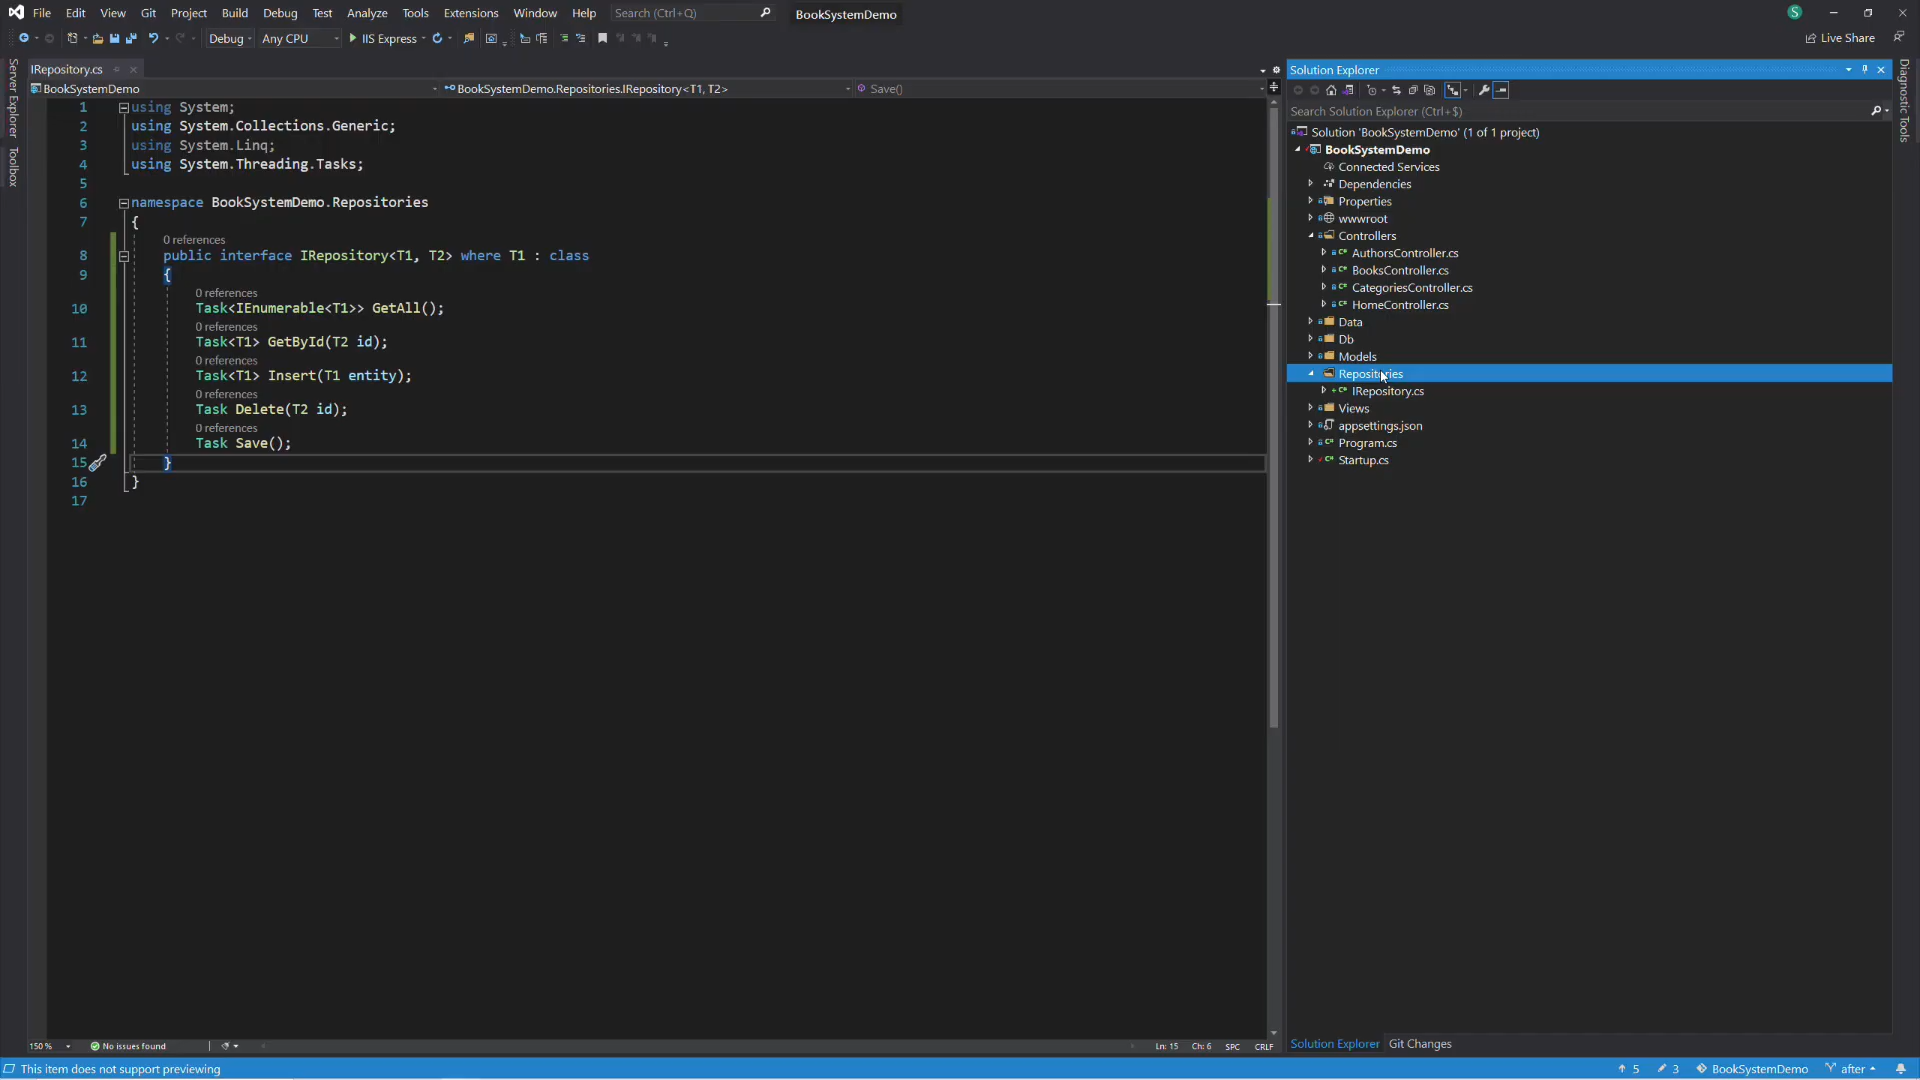 File Edit View Git Project Build Debug Test Analyze Tools Extensions Window Help Search (Ctrl+Q) BookSystemDemo S
Debug Any CPU IIS Express Live Share
Server Explorer
Toolbox
IRepository.cs
BookSystemDemo BookSystemDemo.Repositories.IRepository<T1, T2> Save()
1 using System;
2 using System.Collections.Generic;
3 using System.Linq;
4 using System.Threading.Tasks;
5
6 namespace BookSystemDemo.Repositories
7 {
0 references
8 public interface IRepository<T1, T2> where T1 : class
9 {
0 references
10 Task<IEnumerable<T1>> GetAll();
0 references
11 Task<T1> GetById(T2 id);
0 references
12 Task<T1> Insert(T1 entity);
0 references
13 Task Delete(T2 id);
0 references
14 Task Save();
15 }
16 }
17
150 % No issues found Ln: 15 Ch: 6 SPC CRLF
Solution Explorer
Search Solution Explorer (Ctrl+$)
Solution 'BookSystemDemo' (1 of 1 project)
BookSystemDemo
Connected Services
Dependencies
Properties
wwwroot
Controllers
AuthorsController.cs
BooksController.cs
CategoriesController.cs
HomeController.cs
Data
Db
Models
Repositories
IRepository.cs
Views
appsettings.json
Program.cs
Startup.cs
Solution Explorer Git Changes
Diagnostic Tools
This item does not support previewing 5 3 BookSystemDemo after